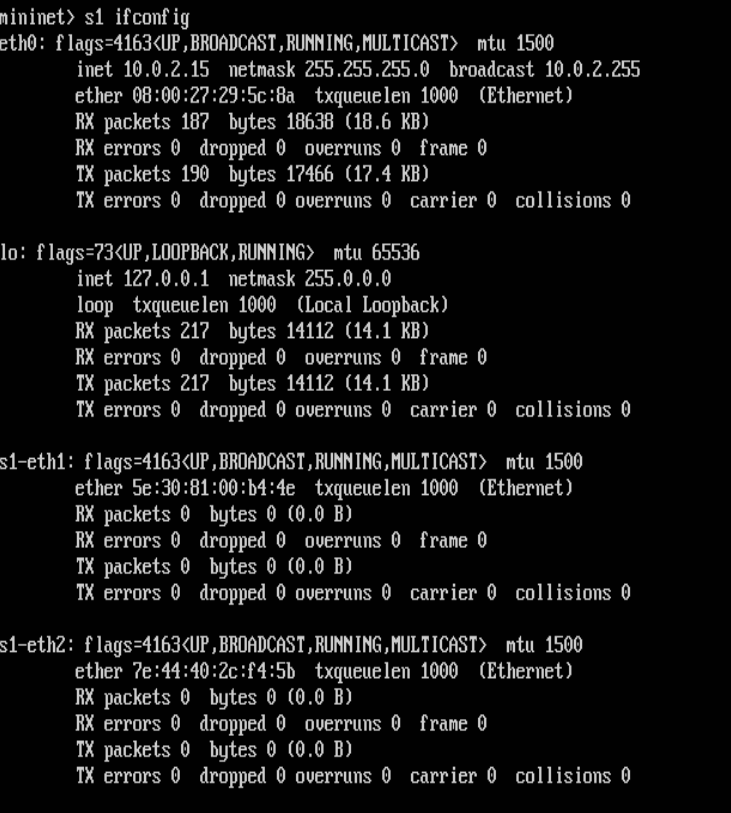 mininet> s1 ifconfig
eth0: flags=4163<UP,BROADCAST,RUNNING,MULTICAST>  mtu 1500
        inet 10.0.2.15  netmask 255.255.255.0  broadcast 10.0.2.255
        ether 08:00:27:29:5c:8a  txqueuelen 1000  (Ethernet)
        RX packets 187  bytes 18638 (18.6 KB)
        RX errors 0  dropped 0  overruns 0  frame 0
        TX packets 190  bytes 17466 (17.4 KB)
        TX errors 0  dropped 0 overruns 0  carrier 0  collisions 0

lo: flags=73<UP,LOOPBACK,RUNNING>  mtu 65536
        inet 127.0.0.1  netmask 255.0.0.0
        loop  txqueuelen 1000  (Local Loopback)
        RX packets 217  bytes 14112 (14.1 KB)
        RX errors 0  dropped 0  overruns 0  frame 0
        TX packets 217  bytes 14112 (14.1 KB)
        TX errors 0  dropped 0 overruns 0  carrier 0  collisions 0

s1-eth1: flags=4163<UP,BROADCAST,RUNNING,MULTICAST>  mtu 1500
        ether 5e:30:81:00:b4:4e  txqueuelen 1000  (Ethernet)
        RX packets 0  bytes 0 (0.0 B)
        RX errors 0  dropped 0  overruns 0  frame 0
        TX packets 0  bytes 0 (0.0 B)
        TX errors 0  dropped 0 overruns 0  carrier 0  collisions 0

s1-eth2: flags=4163<UP,BROADCAST,RUNNING,MULTICAST>  mtu 1500
        ether 7e:44:40:2c:f4:5b  txqueuelen 1000  (Ethernet)
        RX packets 0  bytes 0 (0.0 B)
        RX errors 0  dropped 0  overruns 0  frame 0
        TX packets 0  bytes 0 (0.0 B)
        TX errors 0  dropped 0 overruns 0  carrier 0  collisions 0